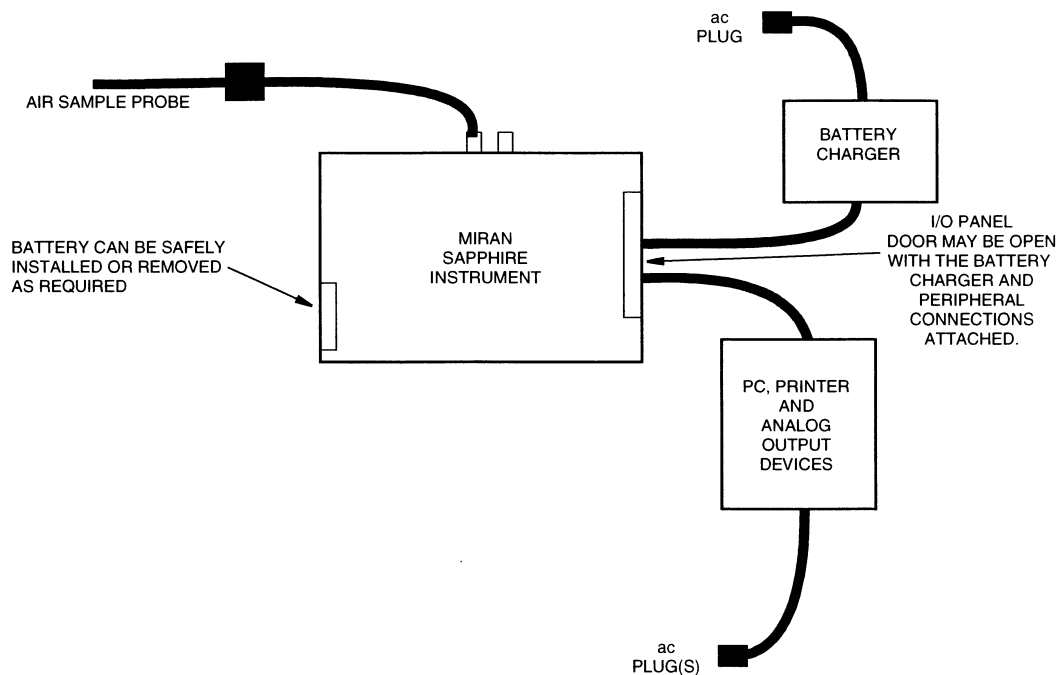 ac
PLUG
AIR SAMPLE PROBE
BATTERY
CHARGER
BATTERY CAN BE SAFELY
INSTALLED OR REMOVED
AS REQUIRED
MIRAN
SAPPHIRE
INSTRUMENT
I/O PANEL
DOOR MAY BE OPEN
WITH THE BATTERY
CHARGER AND
PERIPHERAL
CONNECTIONS
ATTACHED.
PC, PRINTER
AND
ANALOG
OUTPUT
DEVICES
ac
PLUG(S)